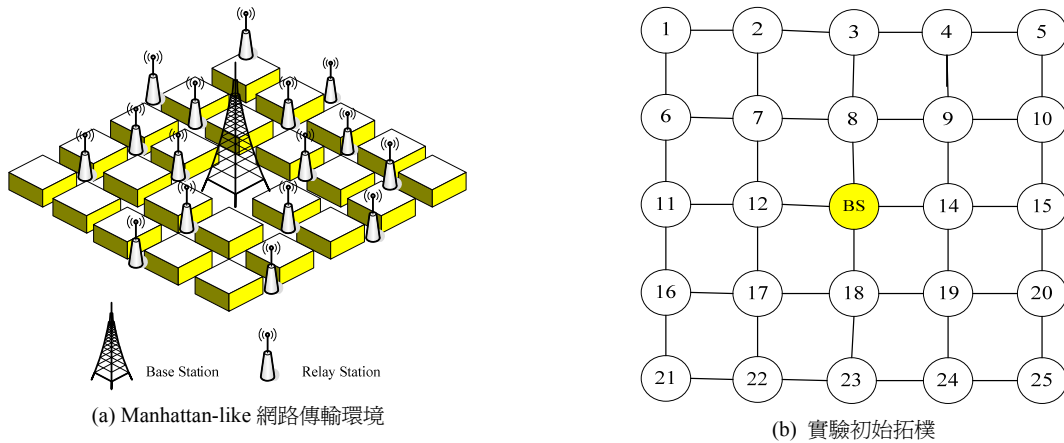 1 2 3 4 5
6 7 8 9 10
11 12 BS 14 15
16 17 18 19 20
21 22 23 24 25
Base Station
Relay Station
(a) Manhattan-like 網路傳輸環境
(b) 實驗初始拓樸